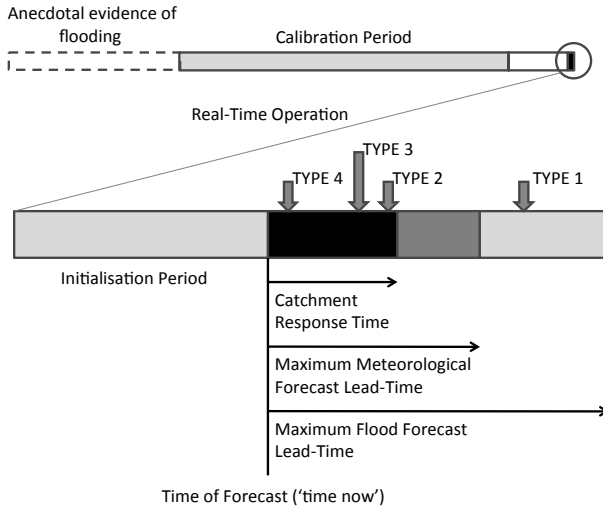 Anecdotal evidence of
flooding
Calibration Period
Real-Time Operation
TYPE 3
TYPE 4
TYPE 2
TYPE 1
Initialisation Period
Catchment
Response Time
Maximum Meteorological
Forecast Lead-Time
Maximum Flood Forecast
Lead-Time
Time of Forecast (‘time now’)